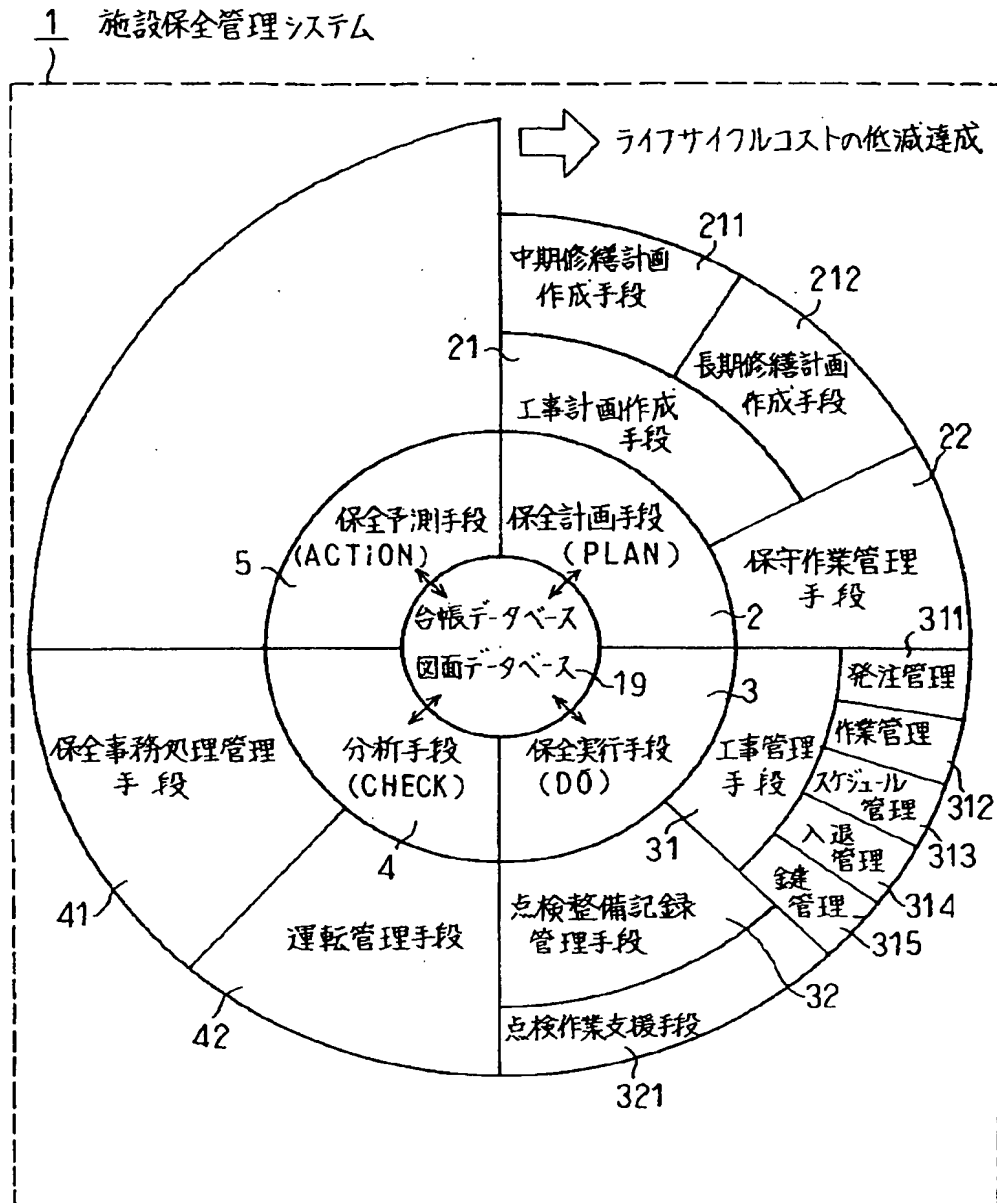 1 施設保全管理システム
ライフサイクルコストの低減達成
211
中期修繕計画
作成手段
212
長期修繕計画
作成手段
21
工事計画作成
手段
22
保守作業管理
手段
保全予測手段
(ACTiON)
保全計画手段
(PLAN)
5
2
台帳データベース
図面データベース
19
3
311
発注管理
作業管理
312
スケジュール
管理
313
入退
管理
314
鍵
管理
315
工事管理
手段
31
保全事務処理管理
手段
分析手段
(CHECK)
保全実行手段
(DO)
4
41
運転管理手段
42
点検整備記録
管理手段
32
点検作業支援手段
321